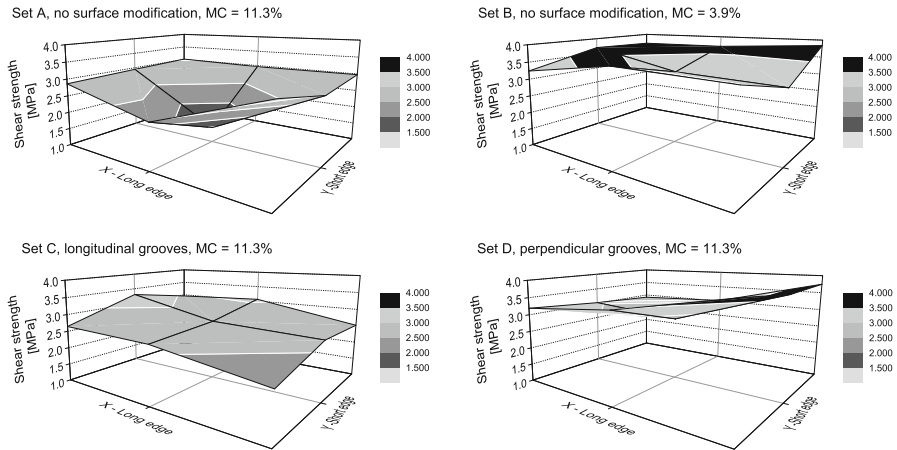 Set A, no surface modification, MC = 11.3%
4.0
3.5
3.0
2.5
2.0
1.5
1.0
Shear strength
[MPa]
X - Long edge
Y -Short edge
4.000
3.500
3.000
2.500
2.000
1.500
Set B, no surface modification, MC = 3.9%
4.0
3.5
3.0
2.5
2.0
1.5
1.0
Shear strength
[MPa]
X - Long edge
Y -Short edge
4.000
3.500
3.000
2.500
2.000
1.500
Set C, longitudinal grooves, MC = 11.3%
4.0
3.5
3.0
2.5
2.0
1.5
1.0
Shear strength
[MPa]
X - Long edge
Y -Short edge
4.000
3.500
3.000
2.500
2.000
1.500
Set D, perpendicular grooves, MC = 11.3%
4.0
3.5
3.0
2.5
2.0
1.5
1.0
Shear strength
[MPa]
X - Long edge
Y -Short edge
4.000
3.500
3.000
2.500
2.000
1.500